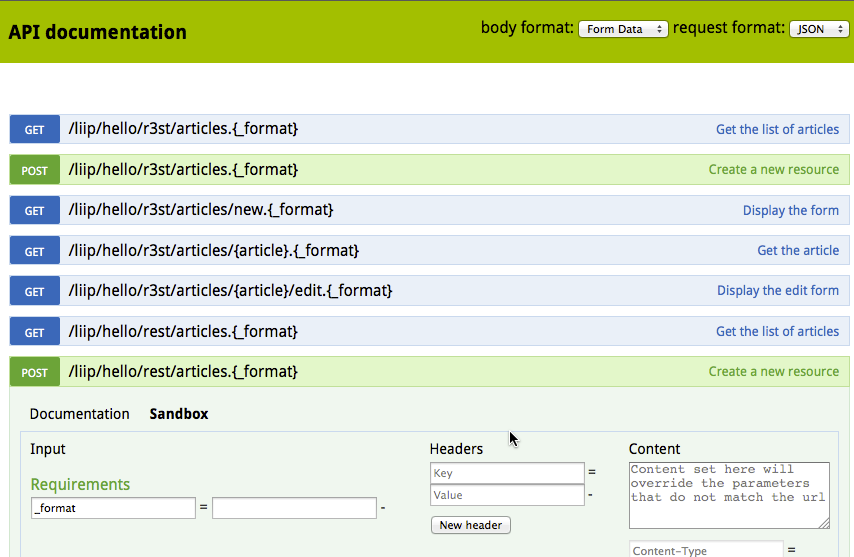 API documentation body format: Form Data request format: JSON
GET /liip/hello/r3st/articles.{_format} Get the list of articles
POST /liip/hello/r3st/articles.{_format} Create a new resource
GET /liip/hello/r3st/articles/new.{_format} Display the form
GET /liip/hello/r3st/articles/{article}.{_format} Get the article
GET /liip/hello/r3st/articles/{article}/edit.{_format} Display the edit form
GET /liip/hello/rest/articles.{_format} Get the list of articles
POST /liip/hello/rest/articles.{_format} Create a new resource
Documentation Sandbox
Input
Requirements
_format = -
Headers
Key =
Value -
New header
Content
Content set here will
override the parameters
that do not match the url
Content-Type =